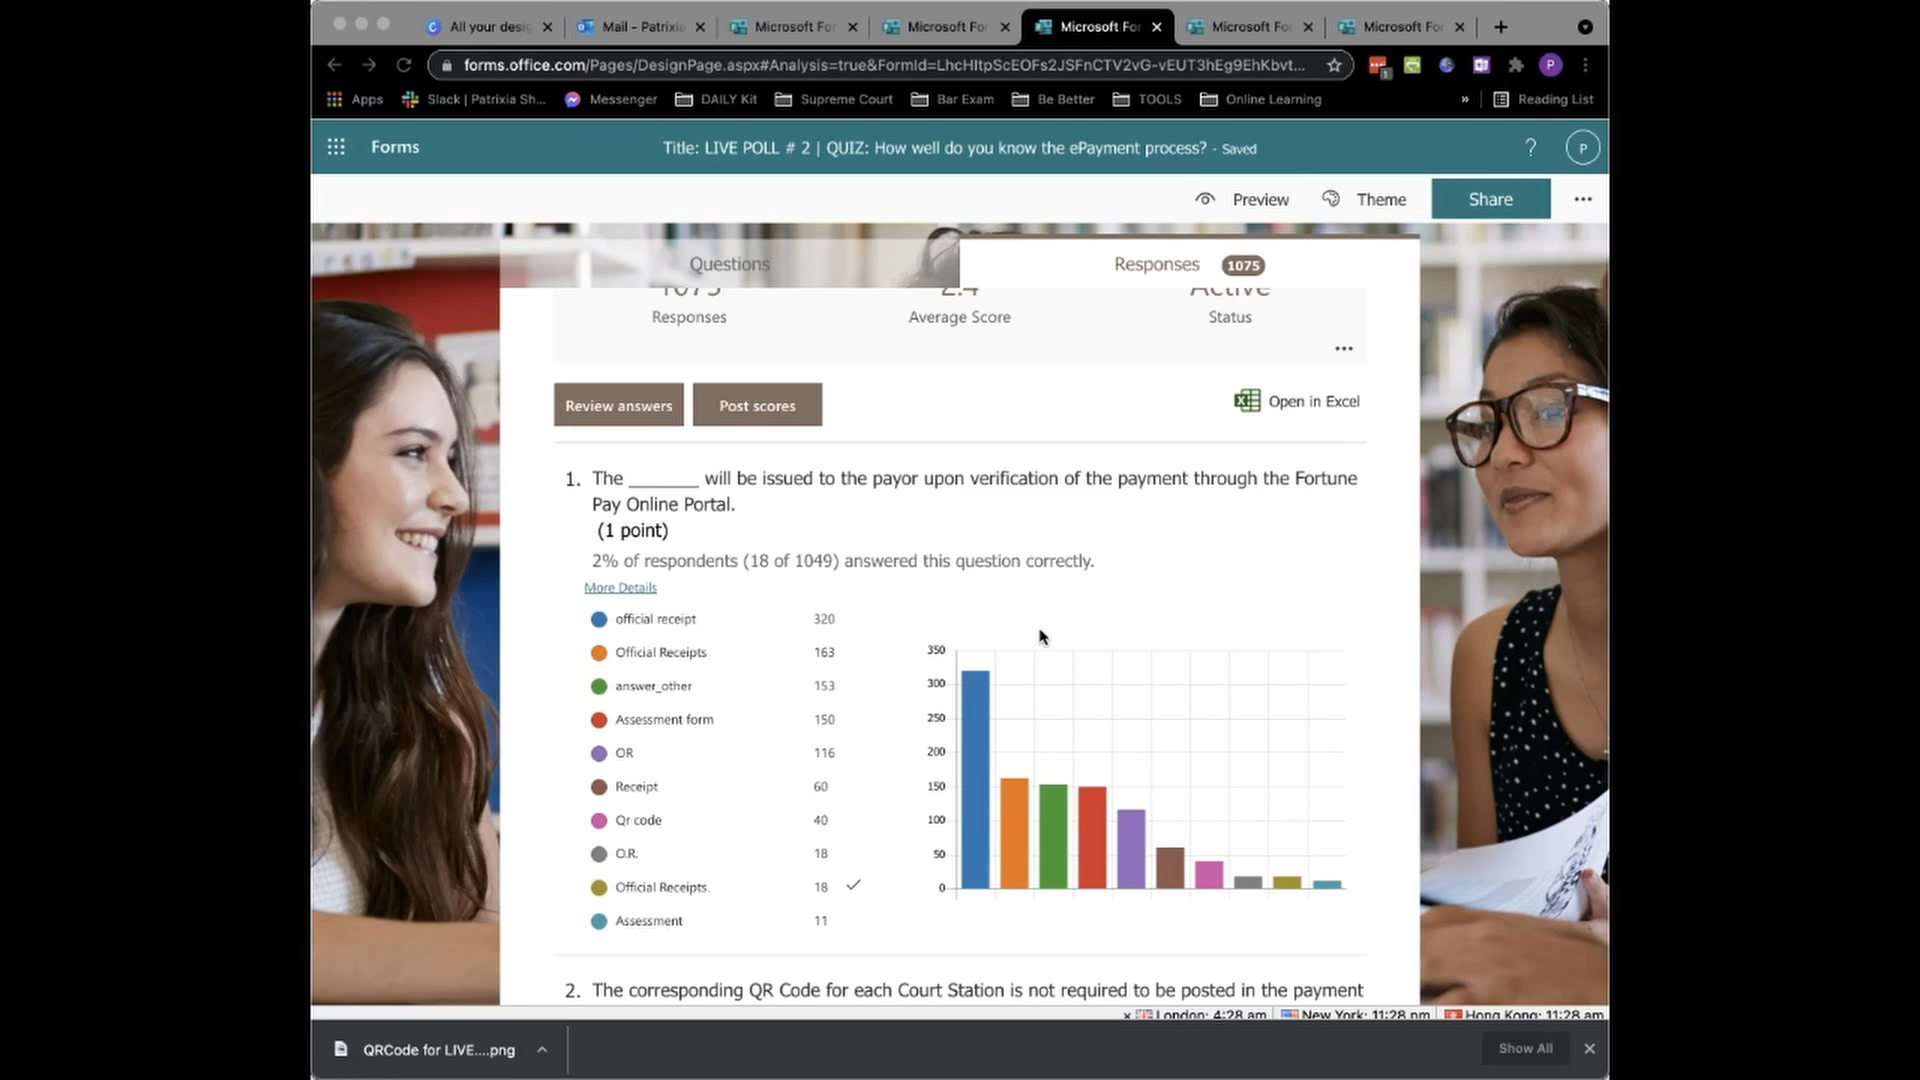 All your desi
Mail - Patrixia
Microsoft For
Microsoft For
Microsoft For
Microsoft For
Microsoft For
forms.office.com/Pages/DesignPage.aspx#Analysis=true&FormId=LhcHItpScEOFs2JSFnCTV2vG-vEUT3hEg9EhKbvt...
Apps
Slack | Patrixia Sh...
Messenger
DAILY Kit
Supreme Court
Bar Exam
Be Better
TOOLS
Online Learning
»
Reading List
Forms
Title: LIVE POLL # 2 | QUIZ: How well do you know the ePayment process? - Saved
?
P
Preview
Theme
Share
Questions
Responses 1075
1075
2.4
Active
Responses
Average Score
Status
Review answers
Post scores
Open in Excel
1. The _______ will be issued to the payor upon verification of the payment through the Fortune
Pay Online Portal.
(1 point)
2% of respondents (18 of 1049) answered this question correctly.
More Details
official receipt 320
Official Receipts 163
answer_other 153
Assessment form 150
OR 116
Receipt 60
Qr code 40
O.R. 18
Official Receipts. 18
Assessment 11
350
300
250
200
150
100
50
0
2. The corresponding QR Code for each Court Station is not required to be posted in the payment
London: 4:28 am
New York: 11:28 pm
Hong Kong: 11:28 am
QRCode for LIVE....png
Show All